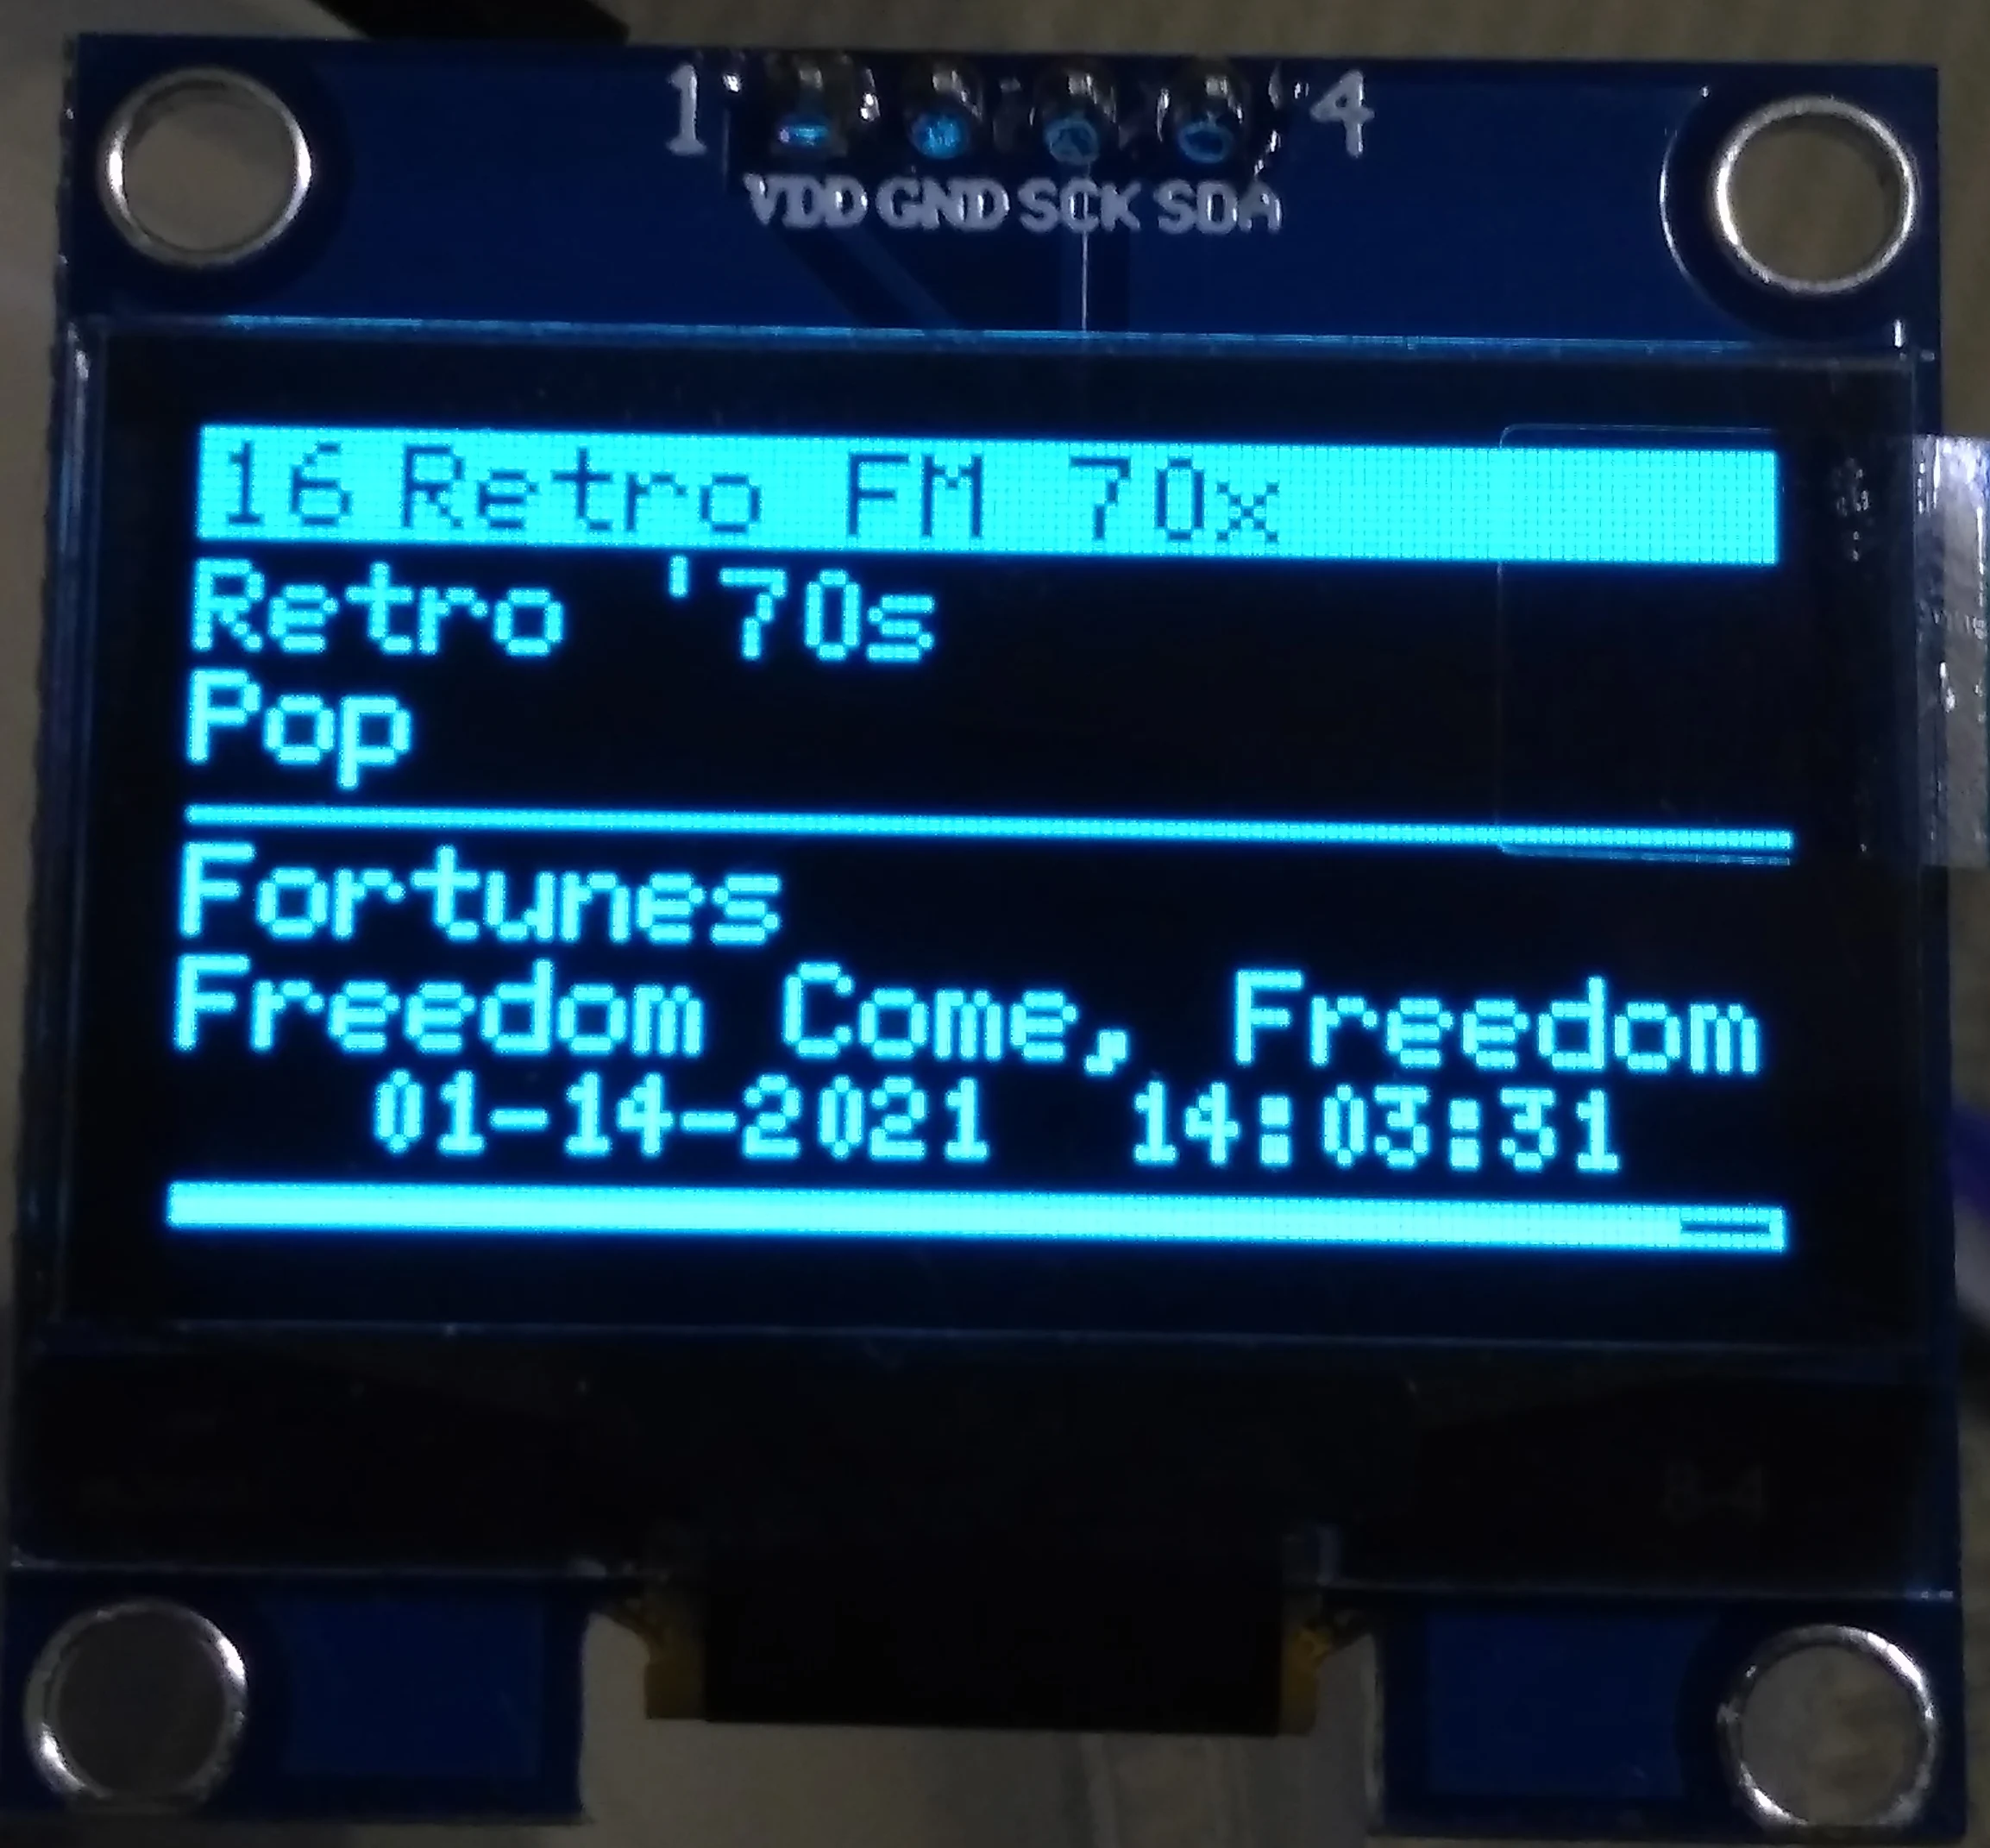 1 4
VDD GND SCK SDA
16 Retro FM 70x
Retro '70s
Pop
Fortunes
Freedom Come, Freedom
01-14-2021 14:03:31